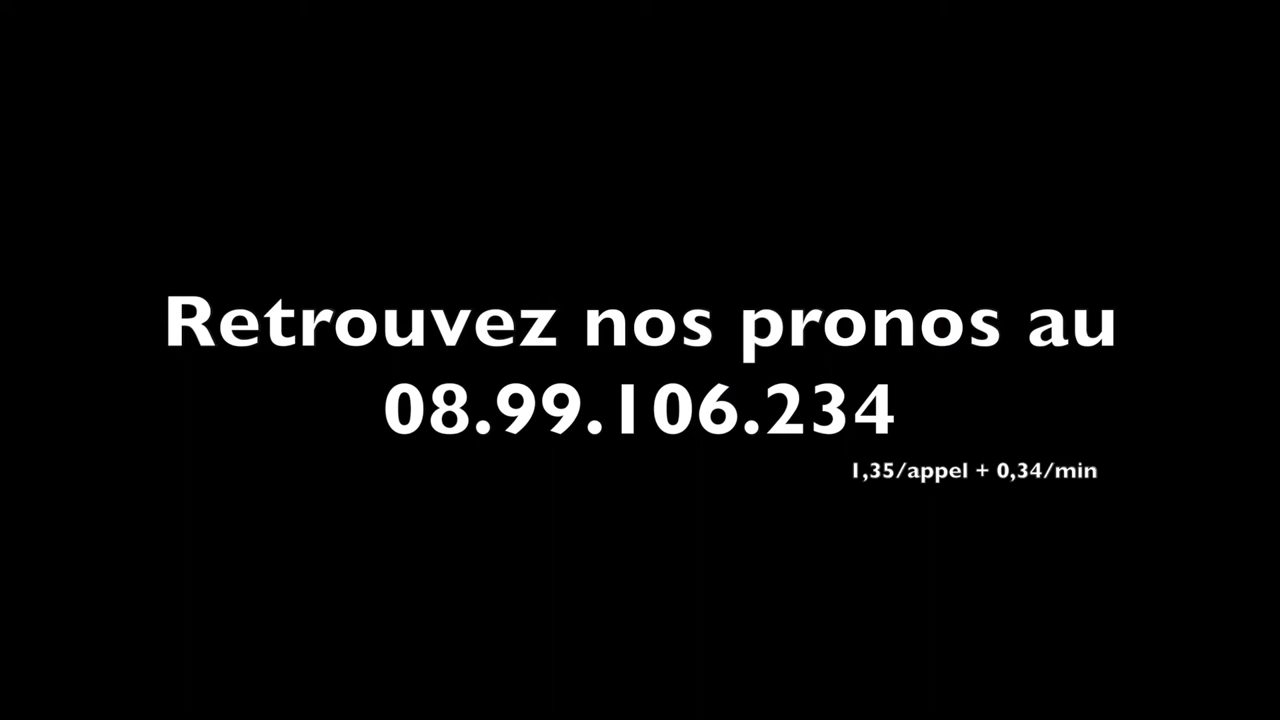 Retrouvez nos pronos au
08.99.106.234
1,35/appel + 0,34/min